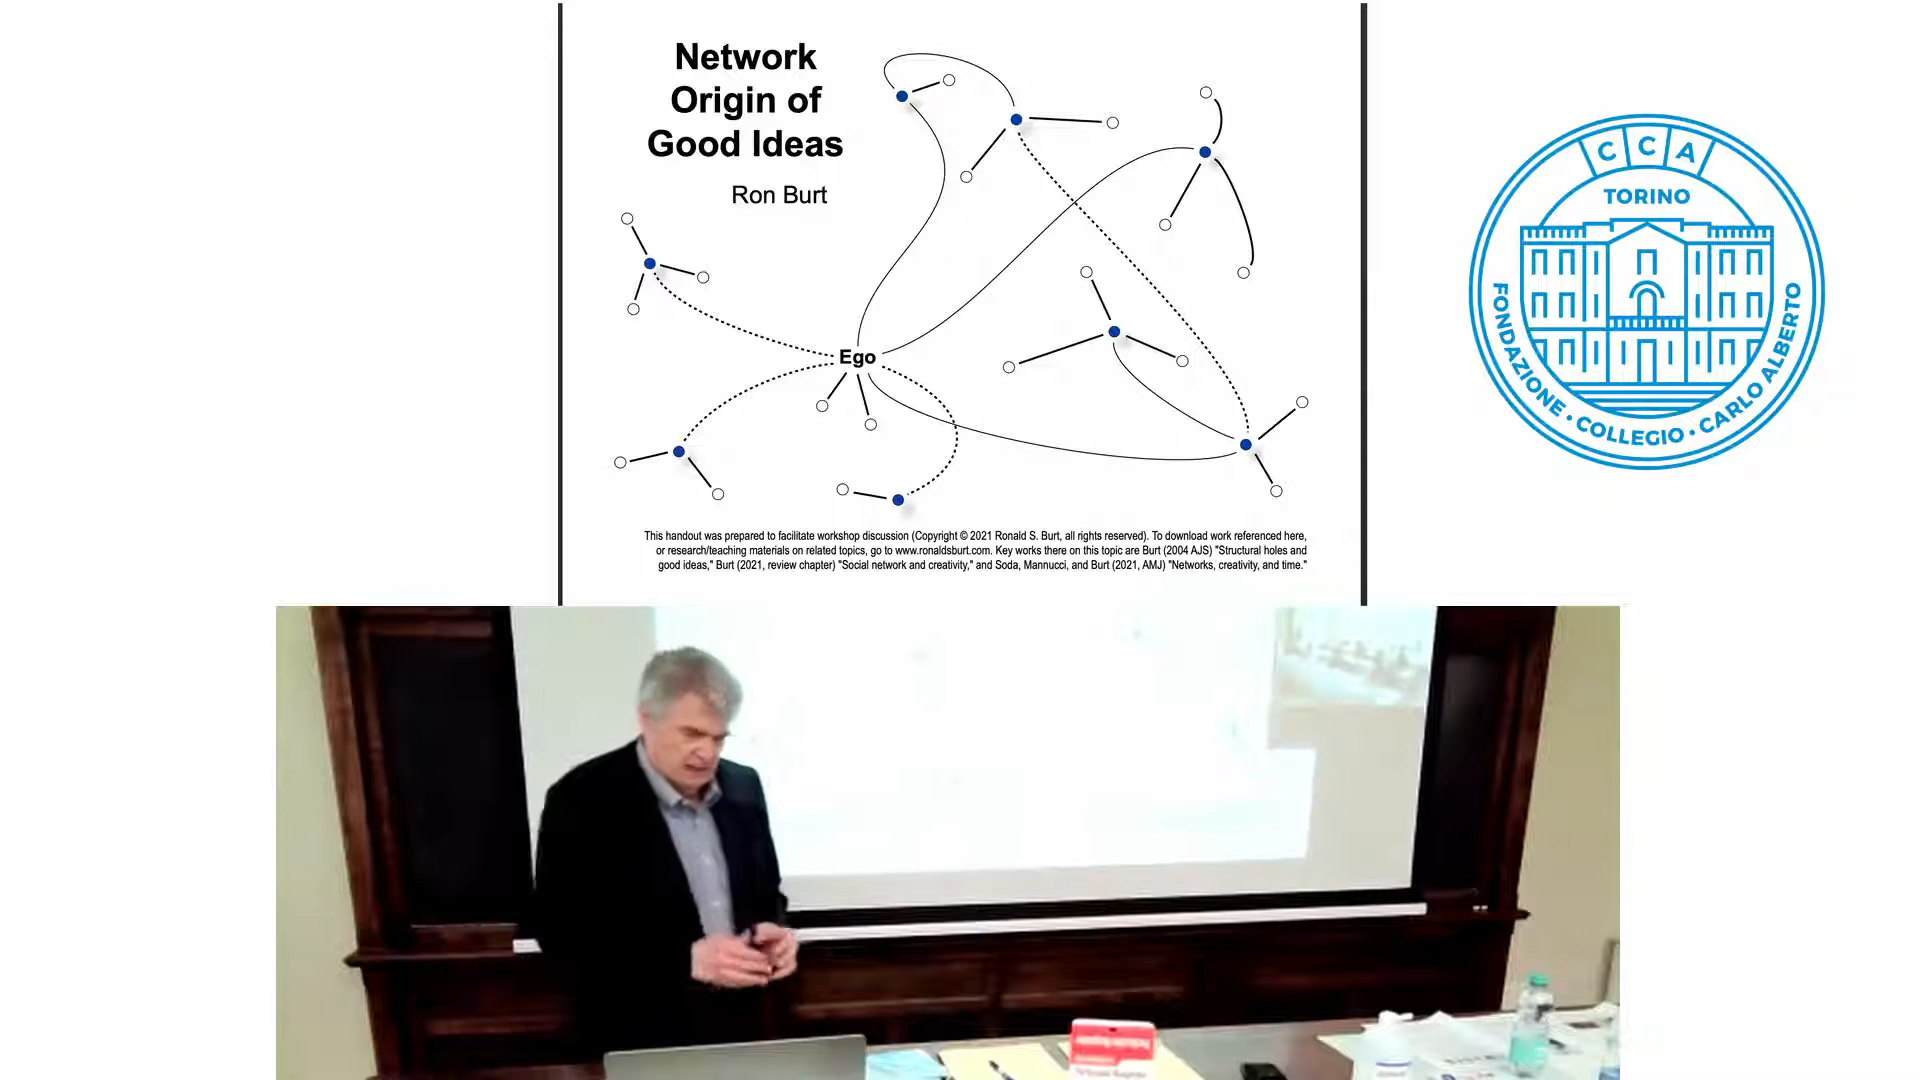 Network
Origin of
Good Ideas
Ron Burt
Ego
This handout was prepared to facilitate workshop discussion (Copyright © 2021 Ronald S. Burt, all rights reserved). To download work referenced here,
or research/teaching materials on related topics, go to www.ronaldsburt.com. Key works there on this topic are Burt (2004 AJS) "Structural holes and
good ideas," Burt (2021, review chapter) "Social network and creativity," and Soda, Mannucci, and Burt (2021, AMJ) "Networks, creativity, and time."
CCA
TORINO
FONDAZIONE • COLLEGIO • CARLO ALBERTO